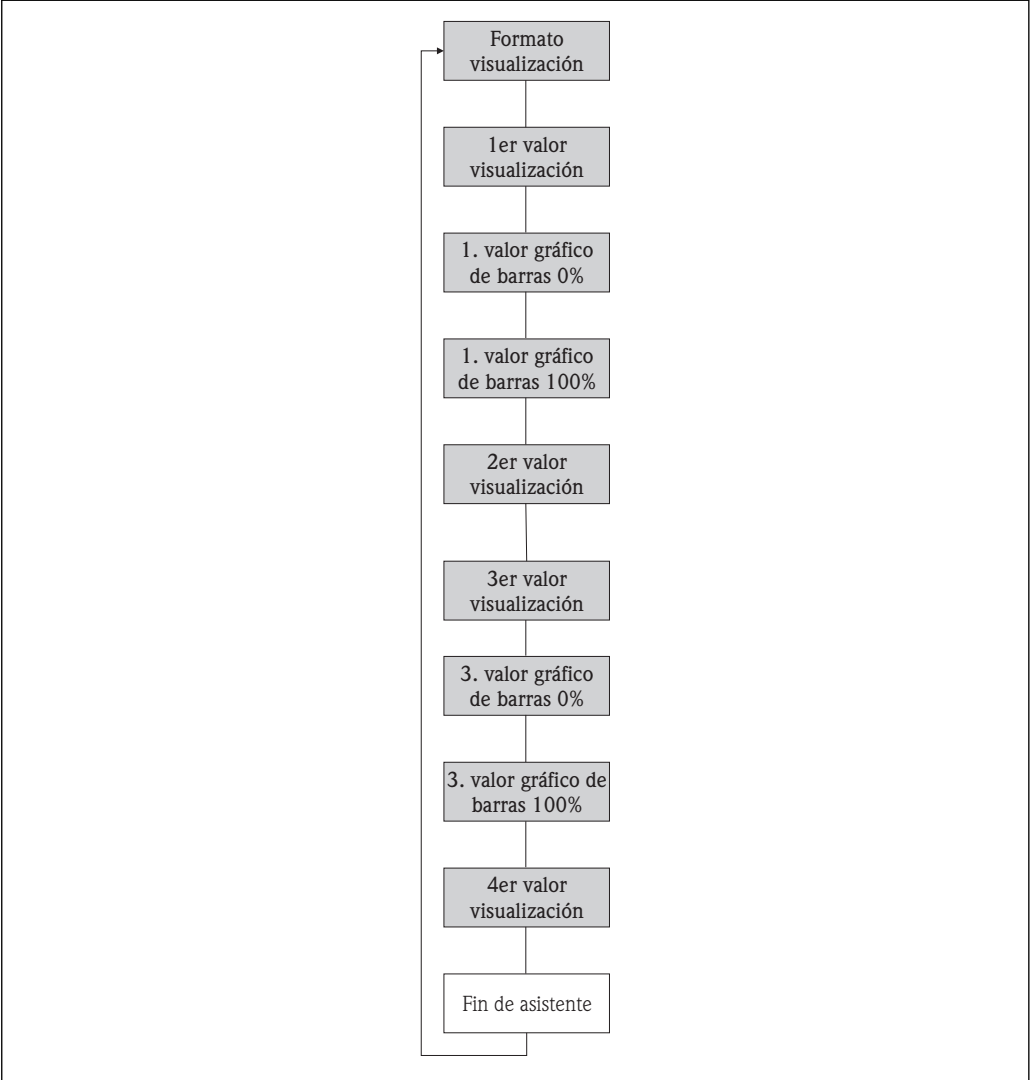 Formato
visualización
1er valor
visualización
1. valor gráfico
de barras 0%
1. valor gráfico
de barras 100%
2er valor
visualización
3er valor
visualización
3. valor gráfico
de barras 0%
3. valor gráfico de
barras 100%
4er valor
visualización
Fin de asistente